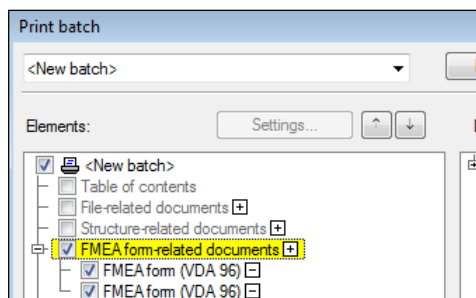 Print batch
<New batch>
Elements:
Settings...
<New batch>
Table of contents
File-related documents
Structure-related documents
FMEA form-related documents
FMEA form (VDA 96)
FMEA form (VDA 96)